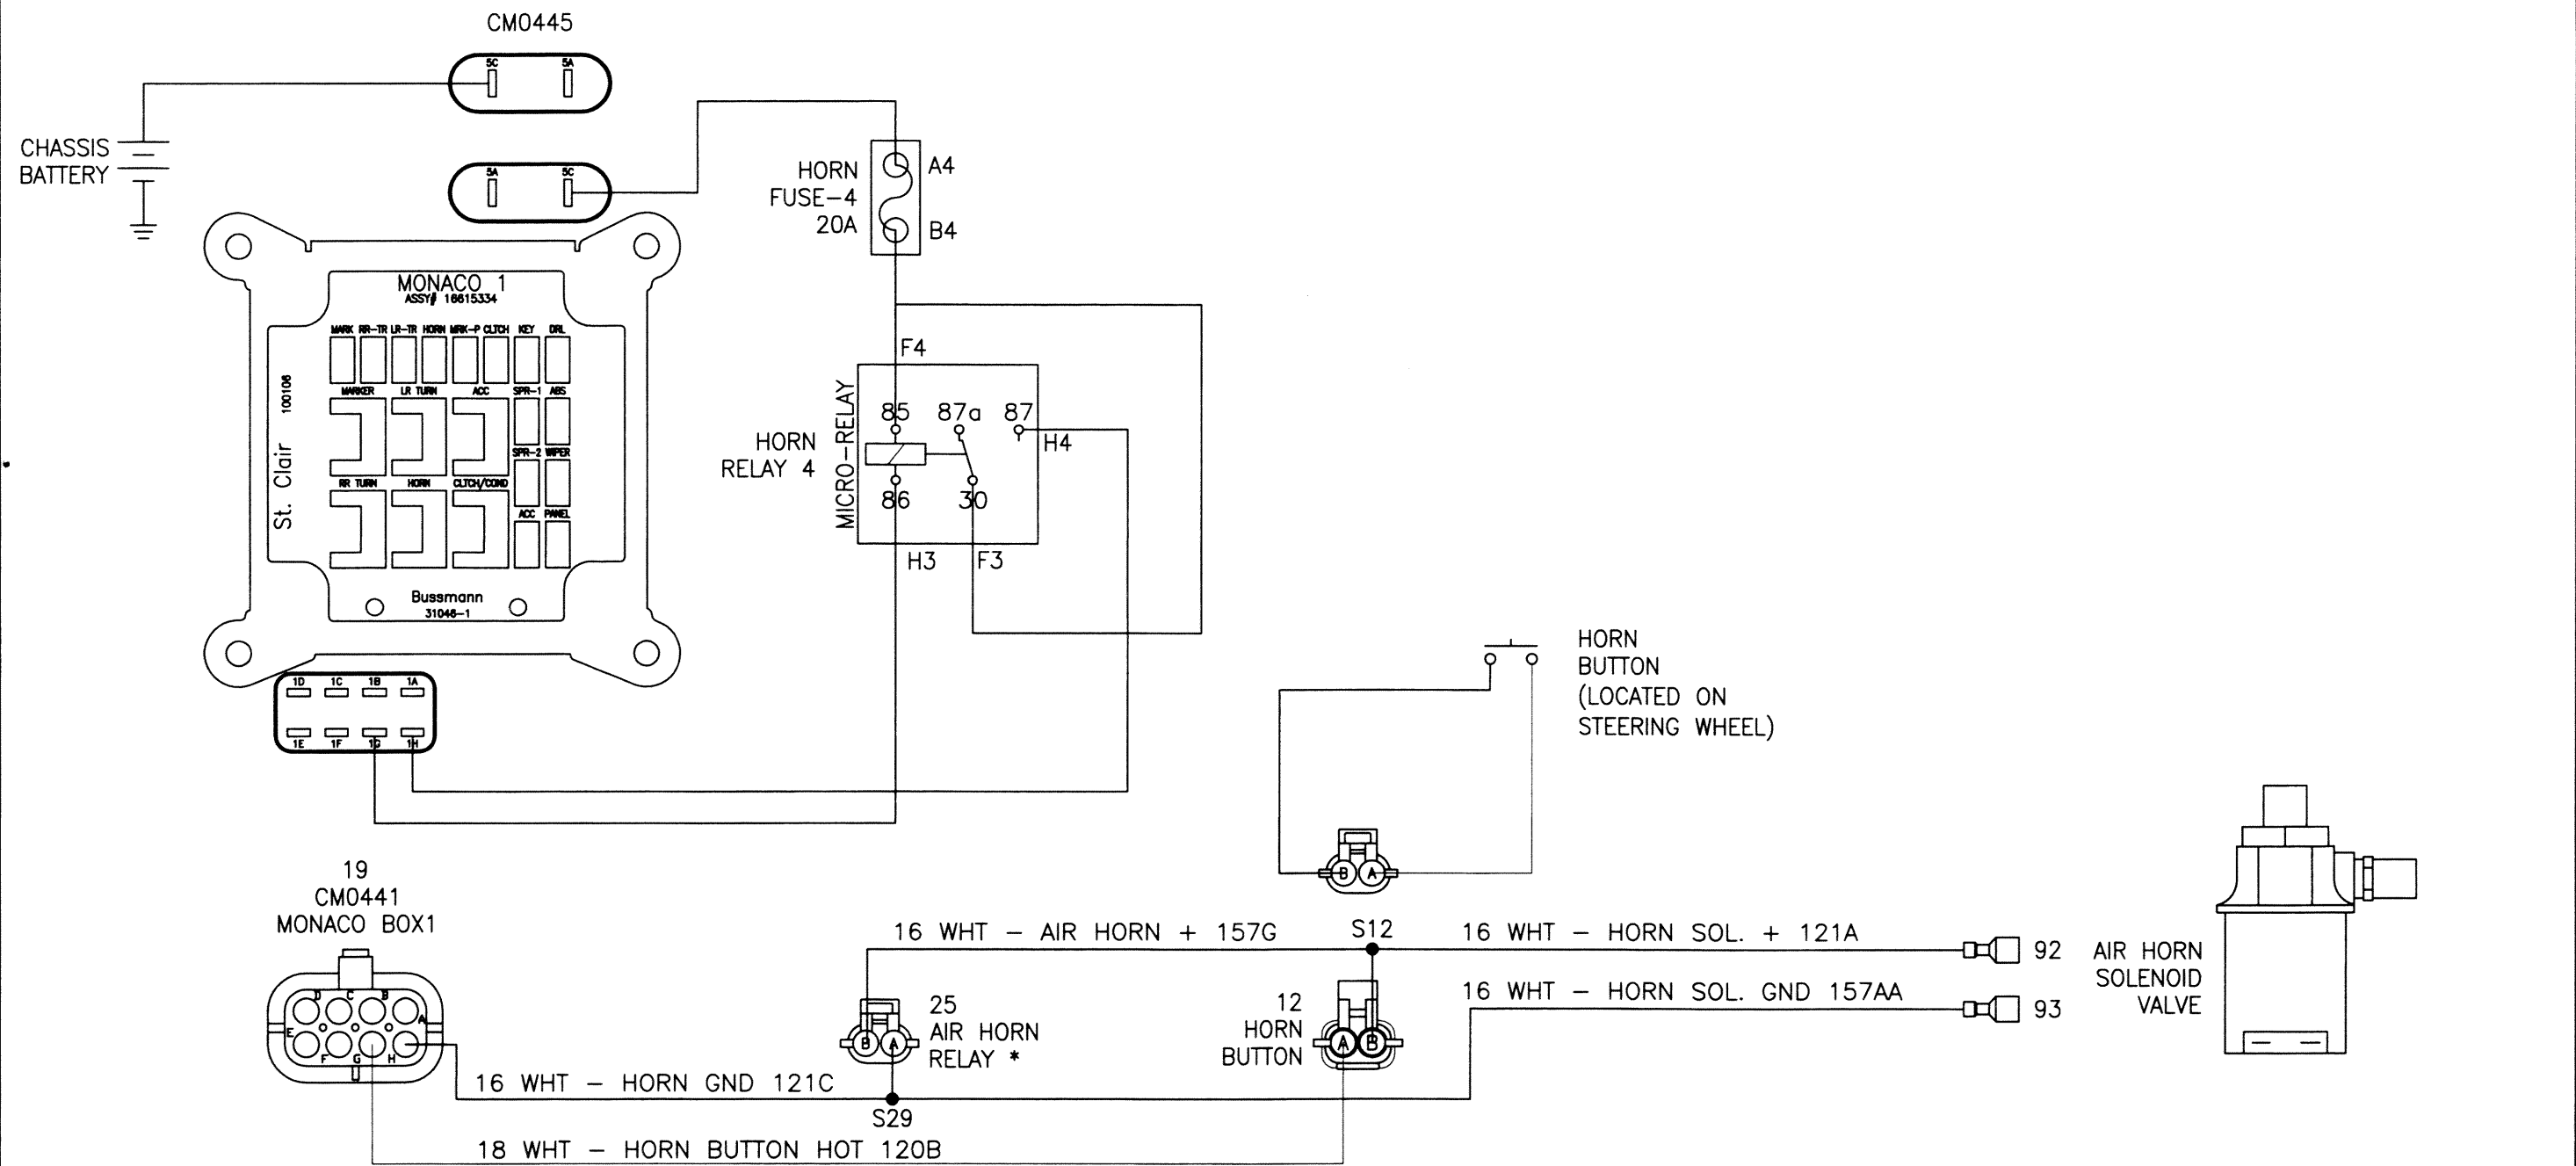 CM0445
5C 5A
CHASSIS
BATTERY
5A 5C
HORN
FUSE-4
20A
A4
B4
MONACO 1
ASSY# 16615334
MARK RR-TR LR-TR HORN MRK-P CLTCH KEY DRL
MARKER LR TURN ACC SPR-1 ABS
SPR-2 WIPER
RR TURN HORN CLTCH/COND
ACC PANEL
St. Clair 100106
Bussmann
31046-1
F4
MICRO-RELAY
85 87a 87
H4
HORN
RELAY 4
86 30
H3 F3
1D 1C 1B 1A
1E 1F 1G 1H
HORN
BUTTON
(LOCATED ON
STEERING WHEEL)
B A
19
CM0441
MONACO BOX1
D C B
E A
F G H
16 WHT - AIR HORN + 157G
S12
16 WHT - HORN SOL. + 121A
92
AIR HORN
SOLENOID
VALVE
16 WHT - HORN SOL. GND 157AA
93
B A
25
AIR HORN
RELAY *
12
HORN
BUTTON
A B
16 WHT - HORN GND 121C
S29
18 WHT - HORN BUTTON HOT 120B